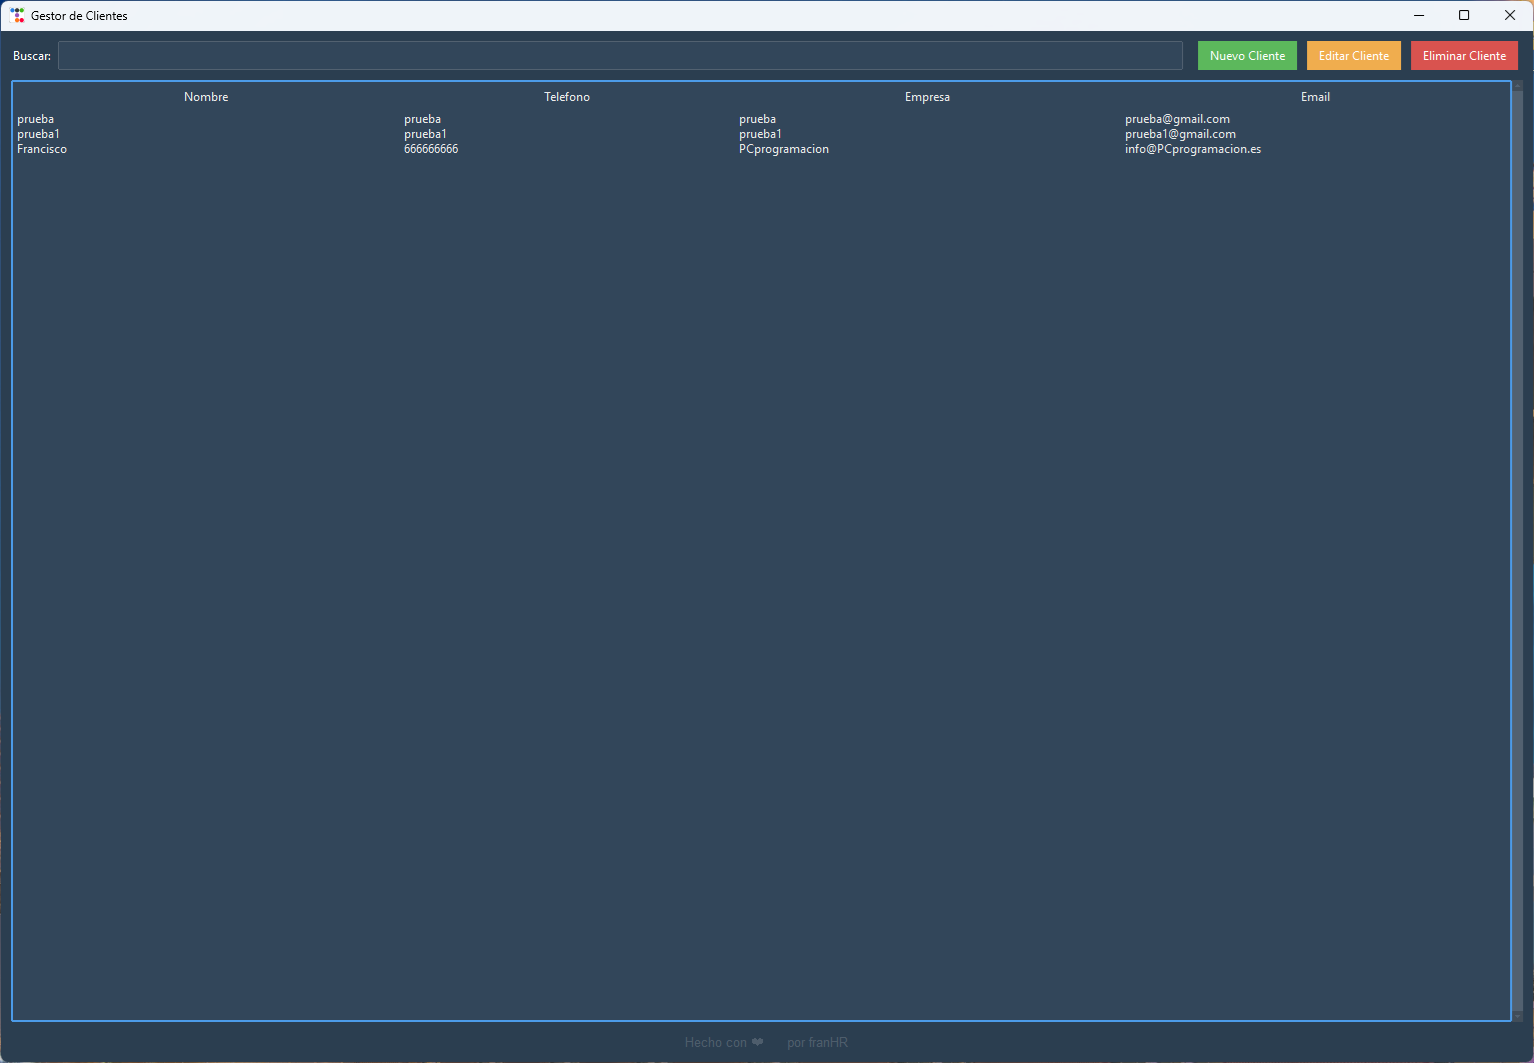 Gestor de Clientes
Buscar: Nuevo Cliente Editar Cliente Eliminar Cliente
Nombre Telefono Empresa Email
prueba prueba prueba prueba@gmail.com
prueba1 prueba1 prueba1 prueba1@gmail.com
Francisco 666666666 PCprogramacion info@PCprogramacion.es
Hecho con ❤ por franHR